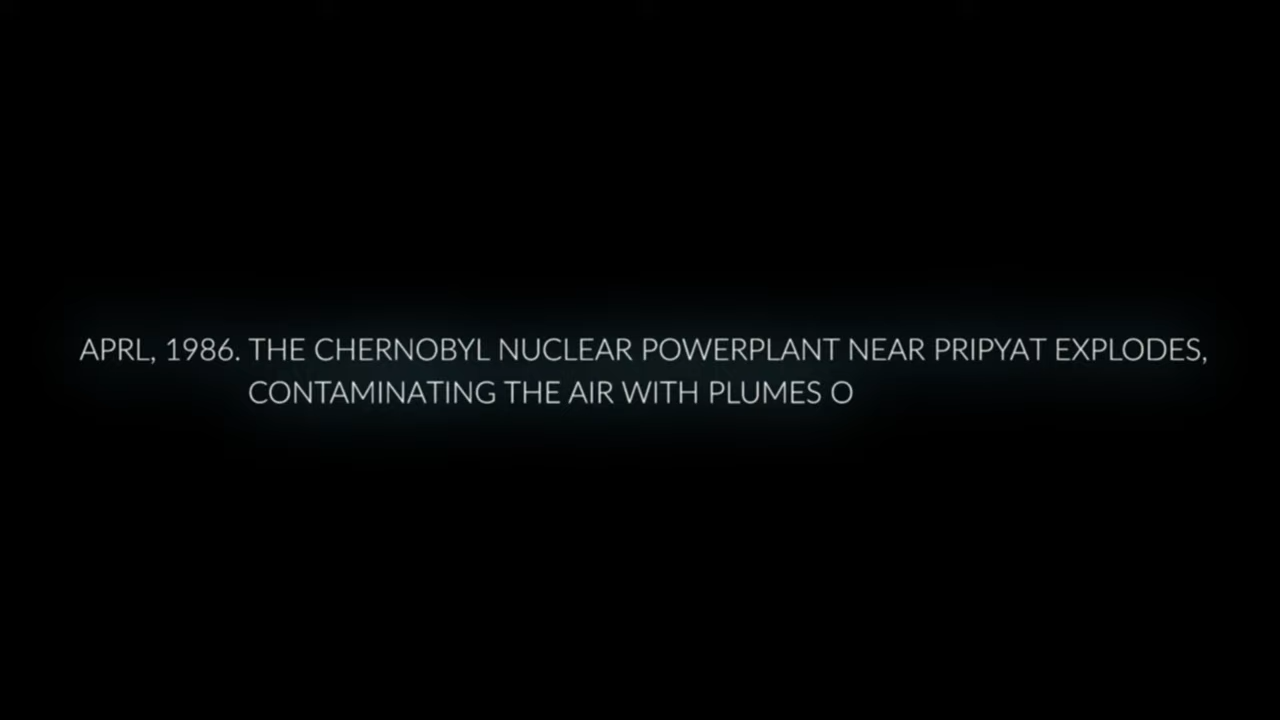 APRL, 1986. THE CHERNOBYL NUCLEAR POWERPLANT NEAR PRIPYAT EXPLODES,
CONTAMINATING THE AIR WITH PLUMES O